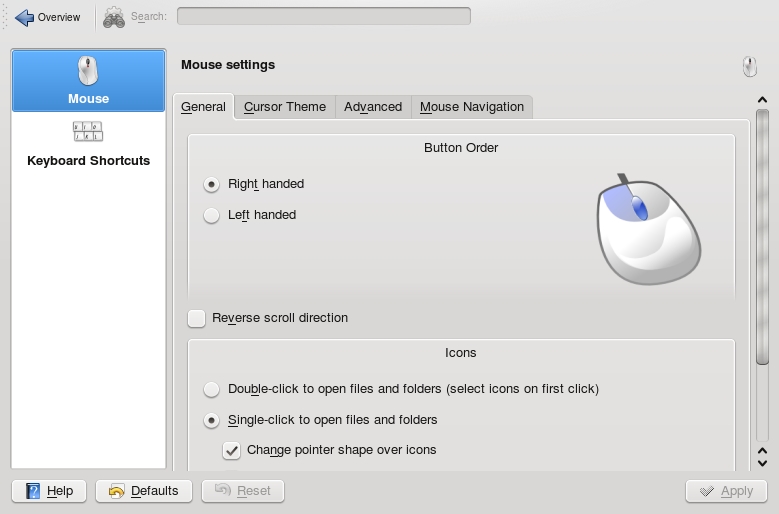 Overview
Search:
Mouse
Keyboard Shortcuts
Mouse settings
General
Cursor Theme
Advanced
Mouse Navigation
Button Order
Right handed
Left handed
Reverse scroll direction
Icons
Double-click to open files and folders (select icons on first click)
Single-click to open files and folders
Change pointer shape over icons
Help
Defaults
Reset
Apply